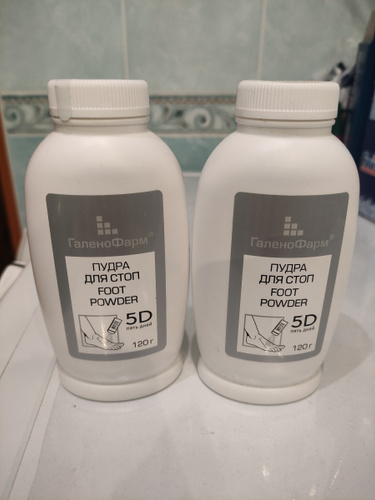 ГаленоФарм®
ПУДРА
ДЛЯ СТОП
FOOT
POWDER
5D
пять дней
120 г
ГаленоФарм®
ПУДРА
ДЛЯ СТОП
FOOT
POWDER
5D
пять дней
120 г